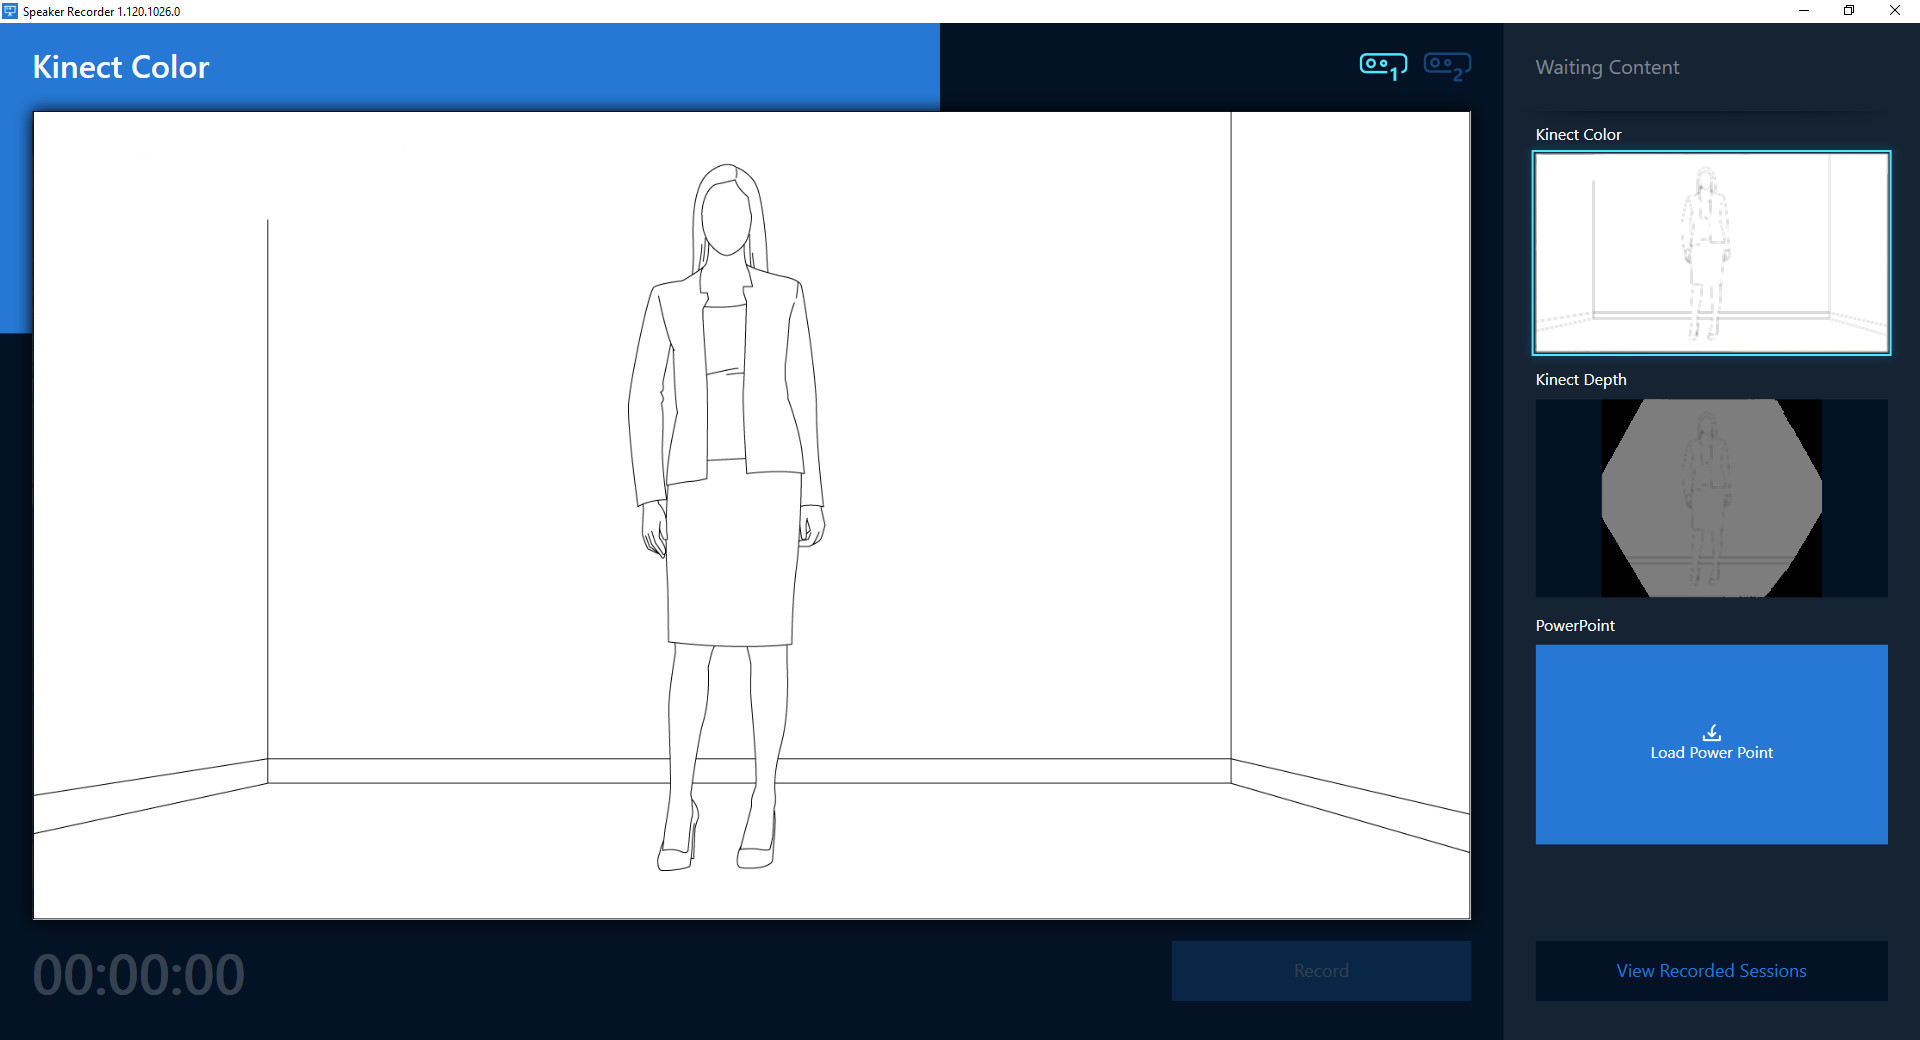 Speaker Recorder 1.120.1026.0
Kinect Color
1
2
Waiting Content
Kinect Color
Kinect Depth
PowerPoint
Load Power Point
00:00:00
Record
View Recorded Sessions